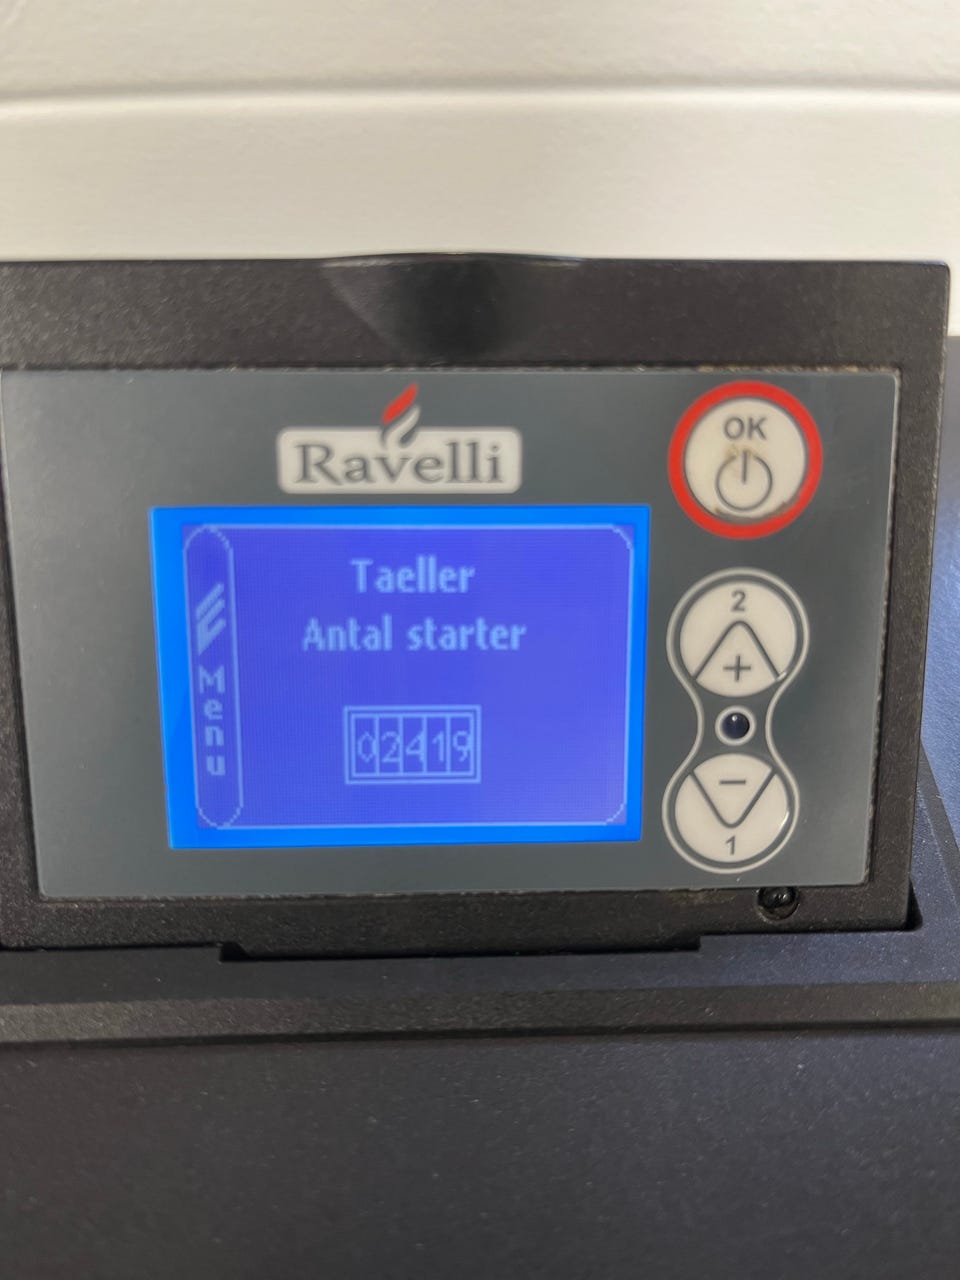 Ravelli
OK
Taeller
Antal starter
Menu
02419
2
+
−
1